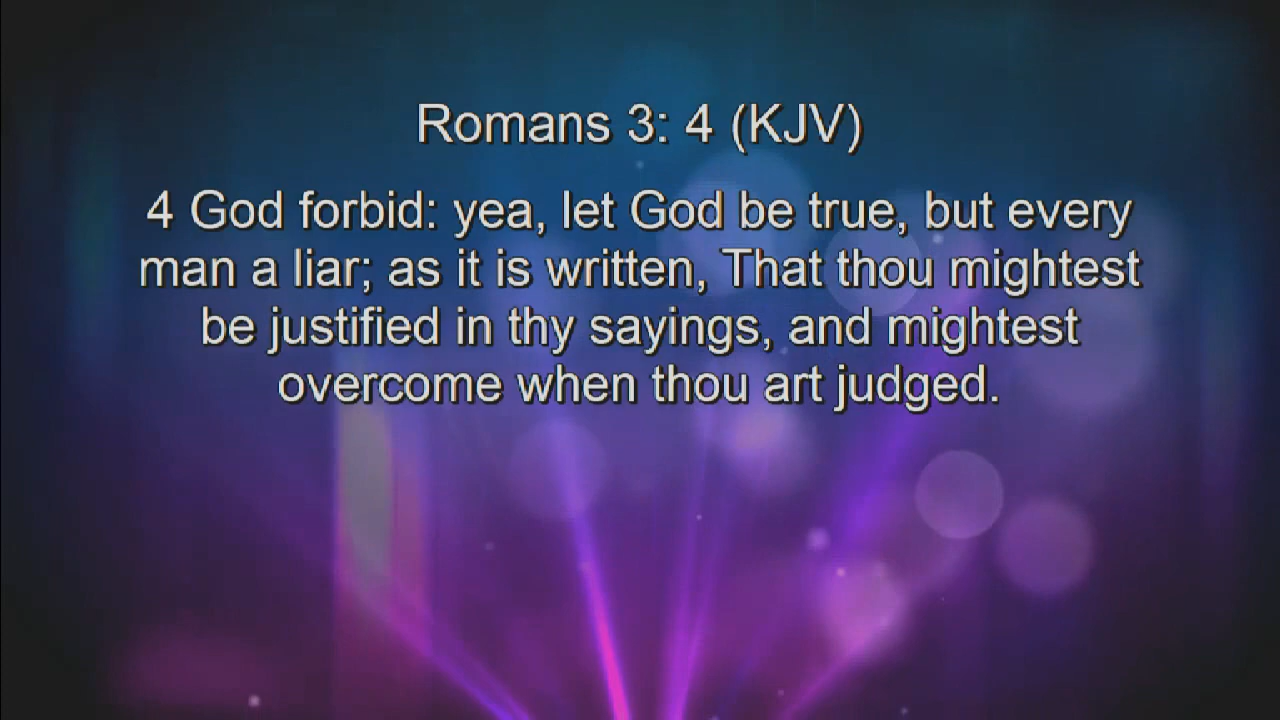 Romans 3: 4 (KJV)
4 God forbid: yea, let God be true, but every
man a liar; as it is written, That thou mightest
be justified in thy sayings, and mightest
overcome when thou art judged.